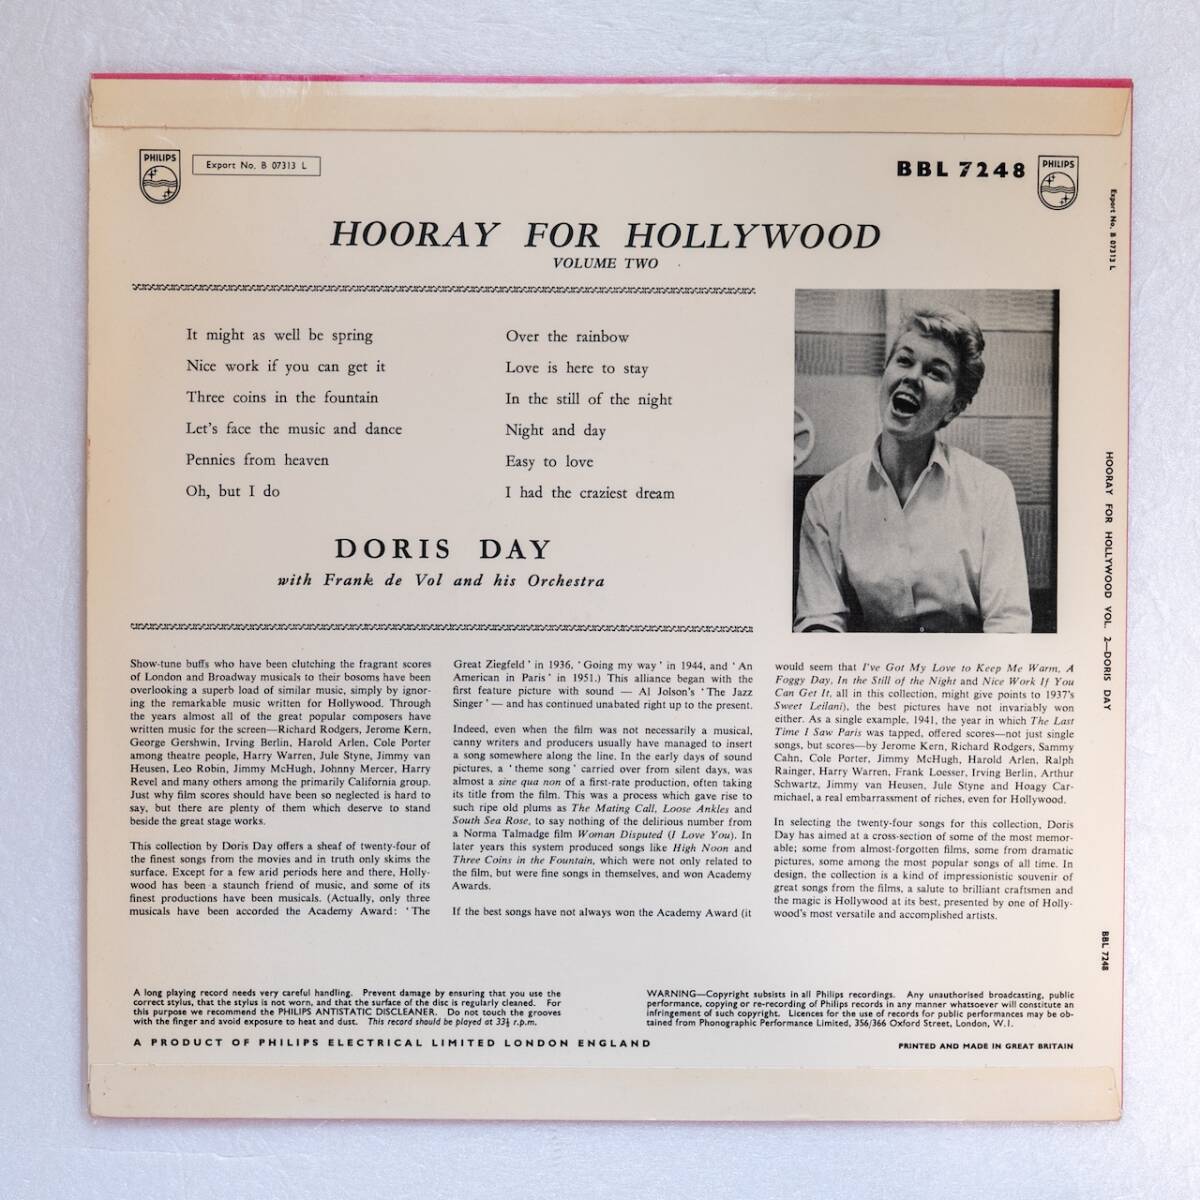 PHILIPS
Export No. B 07313 L
BBL 7248
PHILIPS
HOORAY FOR HOLLYWOOD
VOLUME TWO
It might as well be spring
Nice work if you can get it
Three coins in the fountain
Let's face the music and dance
Pennies from heaven
Oh, but I do
Over the rainbow
Love is here to stay
In the still of the night
Night and day
Easy to love
I had the craziest dream
DORIS DAY
with Frank de Vol and his Orchestra
Show-tune buffs who have been clutching the fragrant scores
of London and Broadway musicals to their bosoms have been
overlooking a superb load of similar music, simply by ignor-
ing the remarkable music written for Hollywood. Through
the years almost all of the great popular composers have
written music for the screen—Richard Rodgers, Jerome Kern,
George Gershwin, Irving Berlin, Harold Arlen, Cole Porter
among theatre people, Harry Warren, Jule Styne, Jimmy van
Heusen, Leo Robin, Jimmy McHugh, Johnny Mercer, Harry
Revel and many others among the primarily California group.
Just why film scores should have been so neglected is hard to
say, but there are plenty of them which deserve to stand
beside the great stage works.
This collection by Doris Day offers a sheaf of twenty-four of
the finest songs from the movies and in truth only skims the
surface. Except for a few arid periods here and there, Holly-
wood has been a staunch friend of music, and some of its
finest productions have been musicals. (Actually, only three
musicals have been accorded the Academy Award: 'The
Great Ziegfeld' in 1936, 'Going my way' in 1944, and 'An
American in Paris' in 1951.) This alliance began with the
first feature picture with sound — Al Jolson's 'The Jazz
Singer' — and has continued unabated right up to the present.
Indeed, even when the film was not necessarily a musical,
canny writers and producers usually have managed to insert
a song somewhere along the line. In the early days of sound
pictures, a 'theme song' carried over from silent days, was
almost a sine qua non of a first-rate production, often taking
its title from the film. This was a process which gave rise to
such ripe old plums as The Mating Call, Loose Ankles and
South Sea Rose, to say nothing of the delirious number from
a Norma Talmadge film Woman Disputed (I Love You). In
later years this system produced songs like High Noon and
Three Coins in the Fountain, which were not only related to
the film, but were fine songs in themselves, and won Academy
Awards.
If the best songs have not always won the Academy Award (it
would seem that I've Got My Love to Keep Me Warm, A
Foggy Day, In the Still of the Night and Nice Work If You
Can Get It, all in this collection, might give points to 1937's
Sweet Leilani), the best pictures have not invariably won
either. As a single example, 1941, the year in which The Last
Time I Saw Paris was tapped, offered scores—not just single
songs, but scores—by Jerome Kern, Richard Rodgers, Sammy
Cahn, Cole Porter, Jimmy McHugh, Harold Arlen, Ralph
Rainger, Harry Warren, Frank Loesser, Irving Berlin, Arthur
Schwartz, Jimmy van Heusen, Jule Styne and Hoagy Car-
michael, a real embarrassment of riches, even for Hollywood.
In selecting the twenty-four songs for this collection, Doris
Day has aimed at a cross-section of some of the most memor-
able; some from almost-forgotten films, some from dramatic
pictures, some among the most popular songs of all time. In
design, the collection is a kind of impressionistic souvenir of
great songs from the films, a salute to brilliant craftsmen and
the magic is Hollywood at its best, presented by one of Holly-
wood's most versatile and accomplished artists.
A long playing record needs very careful handling. Prevent damage by ensuring that you use the
correct stylus, that the stylus is not worn, and that the surface of the disc is regularly cleaned. For
this purpose we recommend the PHILIPS ANTISTATIC DISCLEANER. Do not touch the grooves
with the finger and avoid exposure to heat and dust. This record should be played at 33⅓ r.p.m.
A PRODUCT OF PHILIPS ELECTRICAL LIMITED LONDON ENGLAND
WARNING—Copyright subsists in all Philips recordings. Any unauthorised broadcasting, public
performance, copying or re-recording of Philips records in any manner whatsoever will constitute an
infringement of such copyright. Licences for the use of records for public performances may be ob-
tained from Phonographic Performance Limited, 356/366 Oxford Street, London, W.1.
PRINTED AND MADE IN GREAT BRITAIN
Export No. B 07313 L
HOORAY FOR HOLLYWOOD VOL. 2—DORIS DAY
BBL 7248